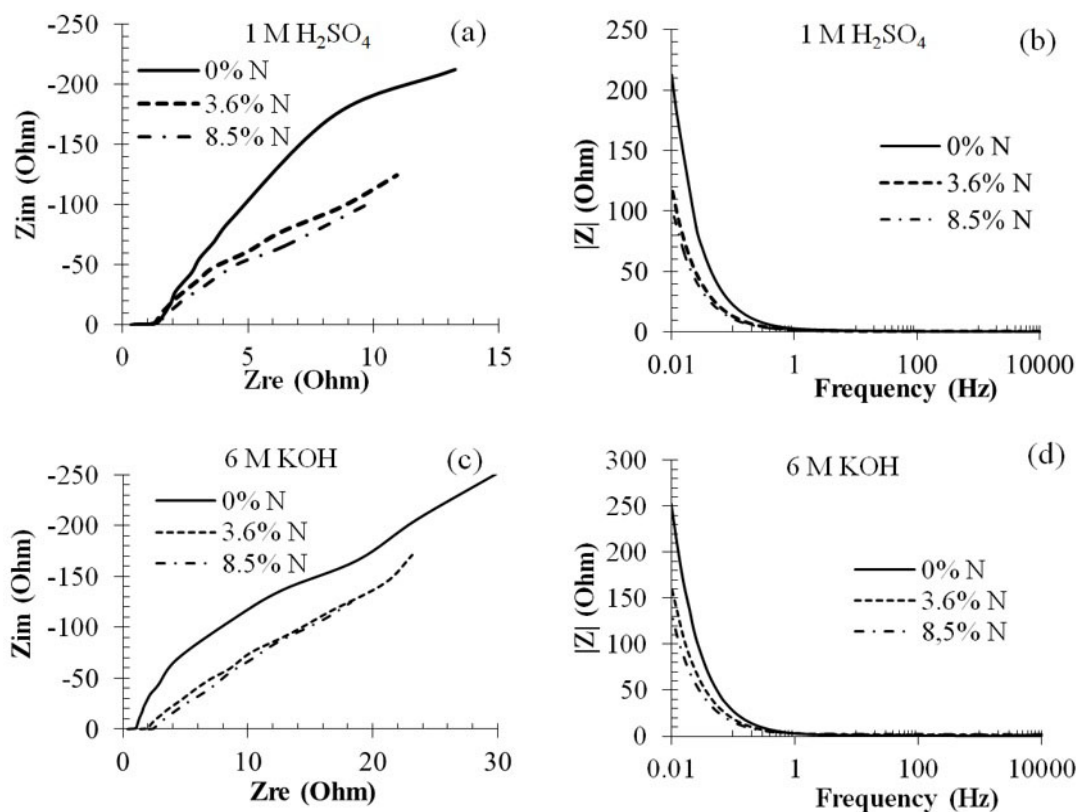 1 M H₂SO₄
(a)
0% N
3.6% N
8.5% N
-250
-200
-150
-100
-50
0
Zim (Ohm)
0
5
10
15
Zre (Ohm)
1 M H₂SO₄
(b)
0% N
3.6% N
8.5% N
250
200
150
100
50
0
|Z| (Ohm)
0.01
1
100
10000
Frequency (Hz)
6 M KOH
(c)
0% N
3.6% N
8.5% N
-250
-200
-150
-100
-50
0
Zim (Ohm)
0
10
20
30
Zre (Ohm)
6 M KOH
(d)
0% N
3.6% N
8,5% N
300
250
200
150
100
50
0
|Z| (Ohm)
0.01
1
100
10000
Frequency (Hz)